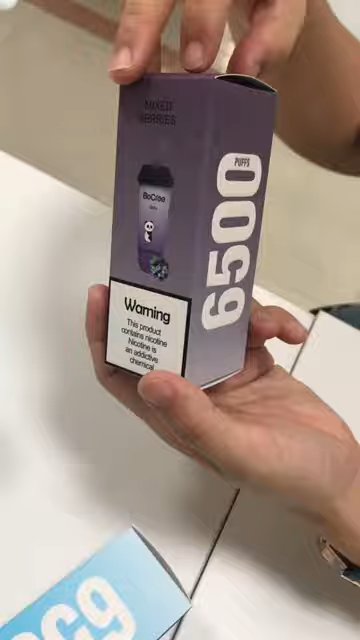 MIXED
BERRIES
BoCree
Warning
This product
contains nicotine
Nicotine is
an addictive
chemical
PUFFS
6500